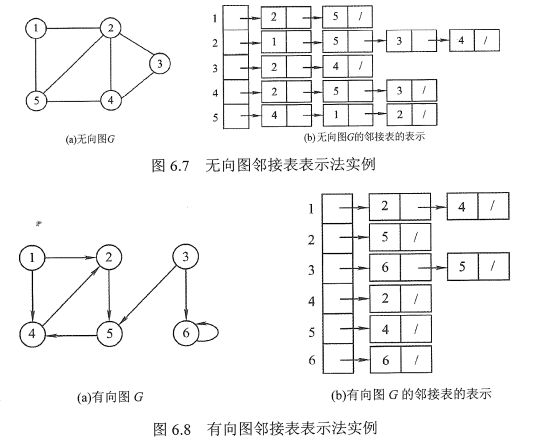 1 2
3
5 4
(a)无向图G
1 2 5 /
2 1 5 3 4 /
3 2 4 /
4 2 5 3 /
5 4 1 2 /
(b)无向图G的邻接表的表示
图 6.7 无向图邻接表表示法实例
1 2 3
4 5 6
(a)有向图 G
1 2 4 /
2 5 /
3 6 5 /
4 2 /
5 4 /
6 6 /
(b)有向图 G 的邻接表的表示
图 6.8 有向图邻接表表示法实例